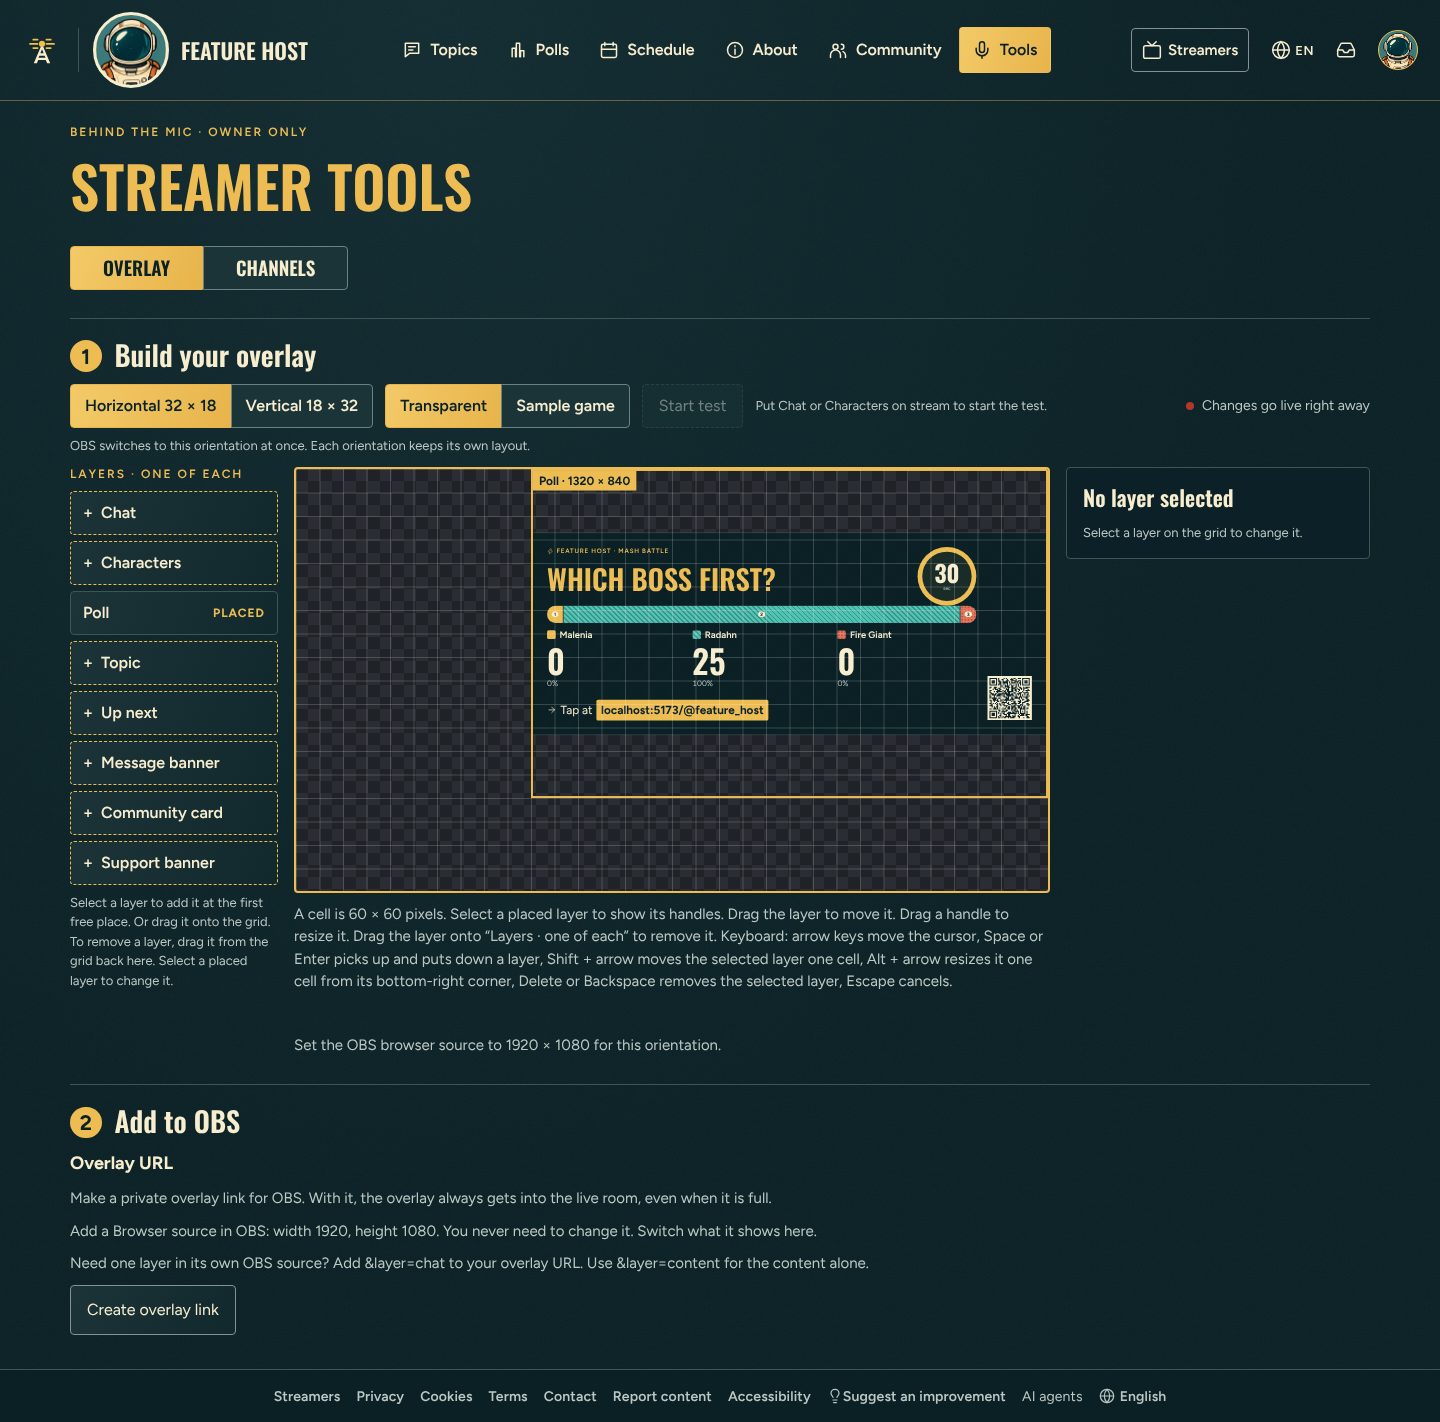 FEATURE HOST
Topics
Polls
Schedule
About
Community
Tools
Streamers
EN
BEHIND THE MIC · OWNER ONLY
STREAMER TOOLS
OVERLAY
CHANNELS
1 Build your overlay
Horizontal 32 × 18
Vertical 18 × 32
Transparent
Sample game
Start test
Put Chat or Characters on stream to start the test.
Changes go live right away
OBS switches to this orientation at once. Each orientation keeps its own layout.
LAYERS · ONE OF EACH
+ Chat
+ Characters
Poll PLACED
+ Topic
+ Up next
+ Message banner
+ Community card
+ Support banner
Select a layer to add it at the first
free place. Or drag it onto the grid.
To remove a layer, drag it from the
grid back here. Select a placed
layer to change it.
Poll · 1320 × 840
FEATURE HOST · MASH BATTLE
WHICH BOSS FIRST?
30
SEC
1
2
3
Malenia
Radahn
Fire Giant
0
25
0
0%
100%
0%
→ Tap at localhost:5173/@feature_host
No layer selected
Select a layer on the grid to change it.
A cell is 60 × 60 pixels. Select a placed layer to show its handles. Drag the layer to move it. Drag a handle to
resize it. Drag the layer onto “Layers · one of each” to remove it. Keyboard: arrow keys move the cursor, Space or
Enter picks up and puts down a layer, Shift + arrow moves the selected layer one cell, Alt + arrow resizes it one
cell from its bottom-right corner, Delete or Backspace removes the selected layer, Escape cancels.
Set the OBS browser source to 1920 × 1080 for this orientation.
2 Add to OBS
Overlay URL
Make a private overlay link for OBS. With it, the overlay always gets into the live room, even when it is full.
Add a Browser source in OBS: width 1920, height 1080. You never need to change it. Switch what it shows here.
Need one layer in its own OBS source? Add &layer=chat to your overlay URL. Use &layer=content for the content alone.
Create overlay link
Streamers
Privacy
Cookies
Terms
Contact
Report content
Accessibility
Suggest an improvement
AI agents
English